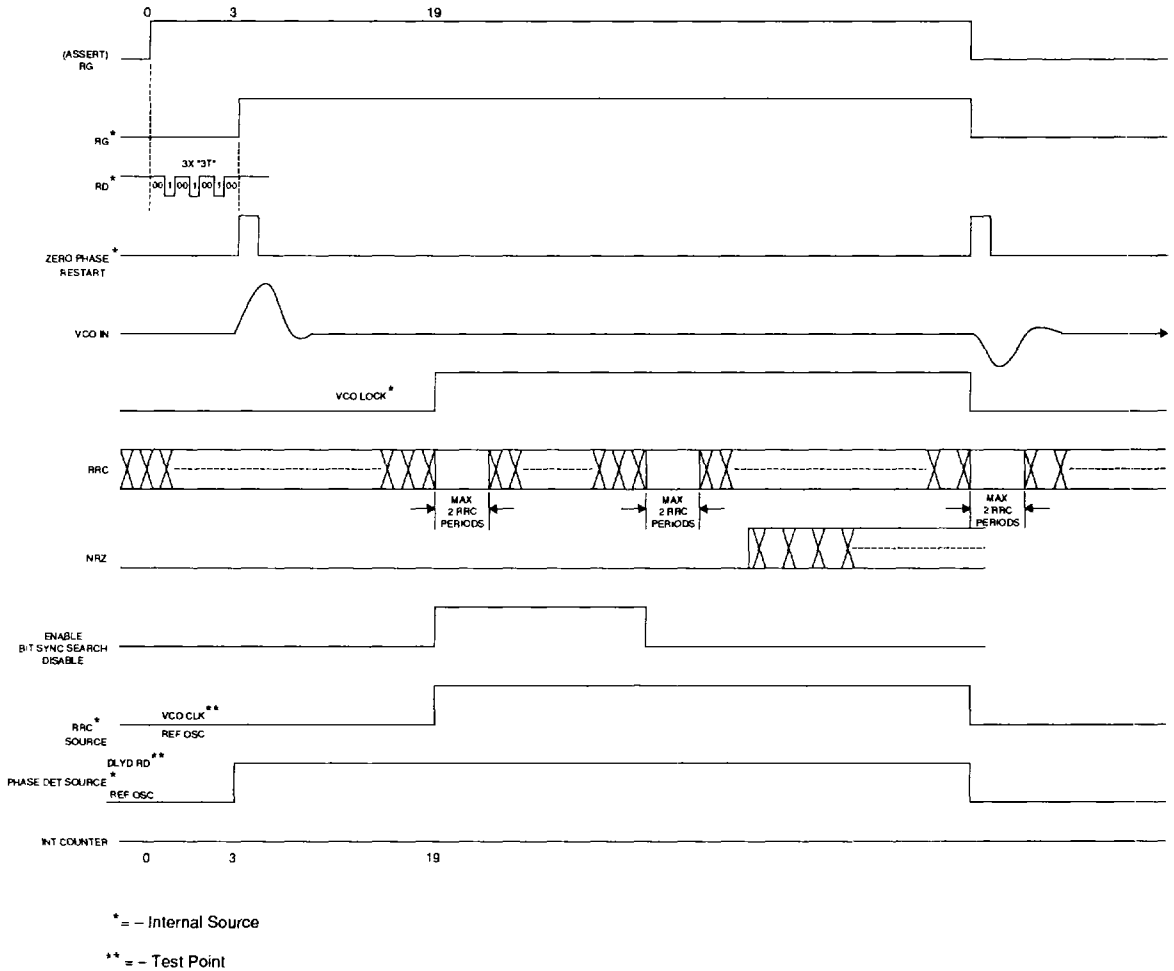 0 3 19
(ASSERT)
RG
RG*
3X "3T"
RD*
00 1 00 1 00 1 00
ZERO PHASE*
RESTART
VCO IN
VCO LOCK*
RRC
MAX
2 RRC
PERIODS
MAX
2 RRC
PERIODS
MAX
2 RRC
PERIODS
NRZ
ENABLE
BIT SYNC SEARCH
DISABLE
VCO CLK**
RRC*
SOURCE
REF OSC
DLYD RD**
PHASE DET SOURCE*
REF OSC
INT COUNTER
0 3 19
*= – Internal Source
** = – Test Point